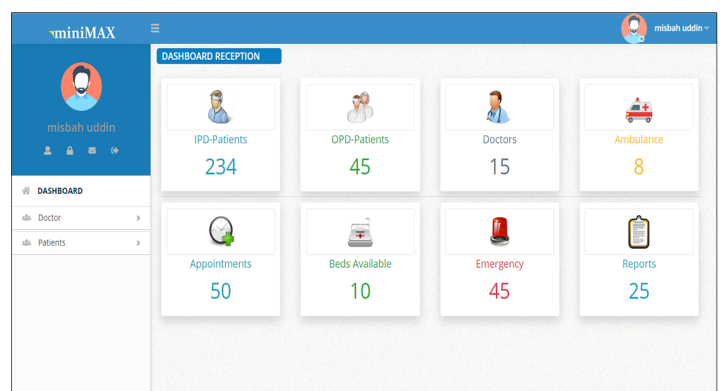 miniMAX
misbah uddin
misbah uddin
DASHBOARD
Doctor
Patients
DASHBOARD RECEPTION
IPD-Patients
234
OPD-Patients
45
Doctors
15
Ambulance
8
Appointments
50
Beds Available
10
Emergency
45
Reports
25